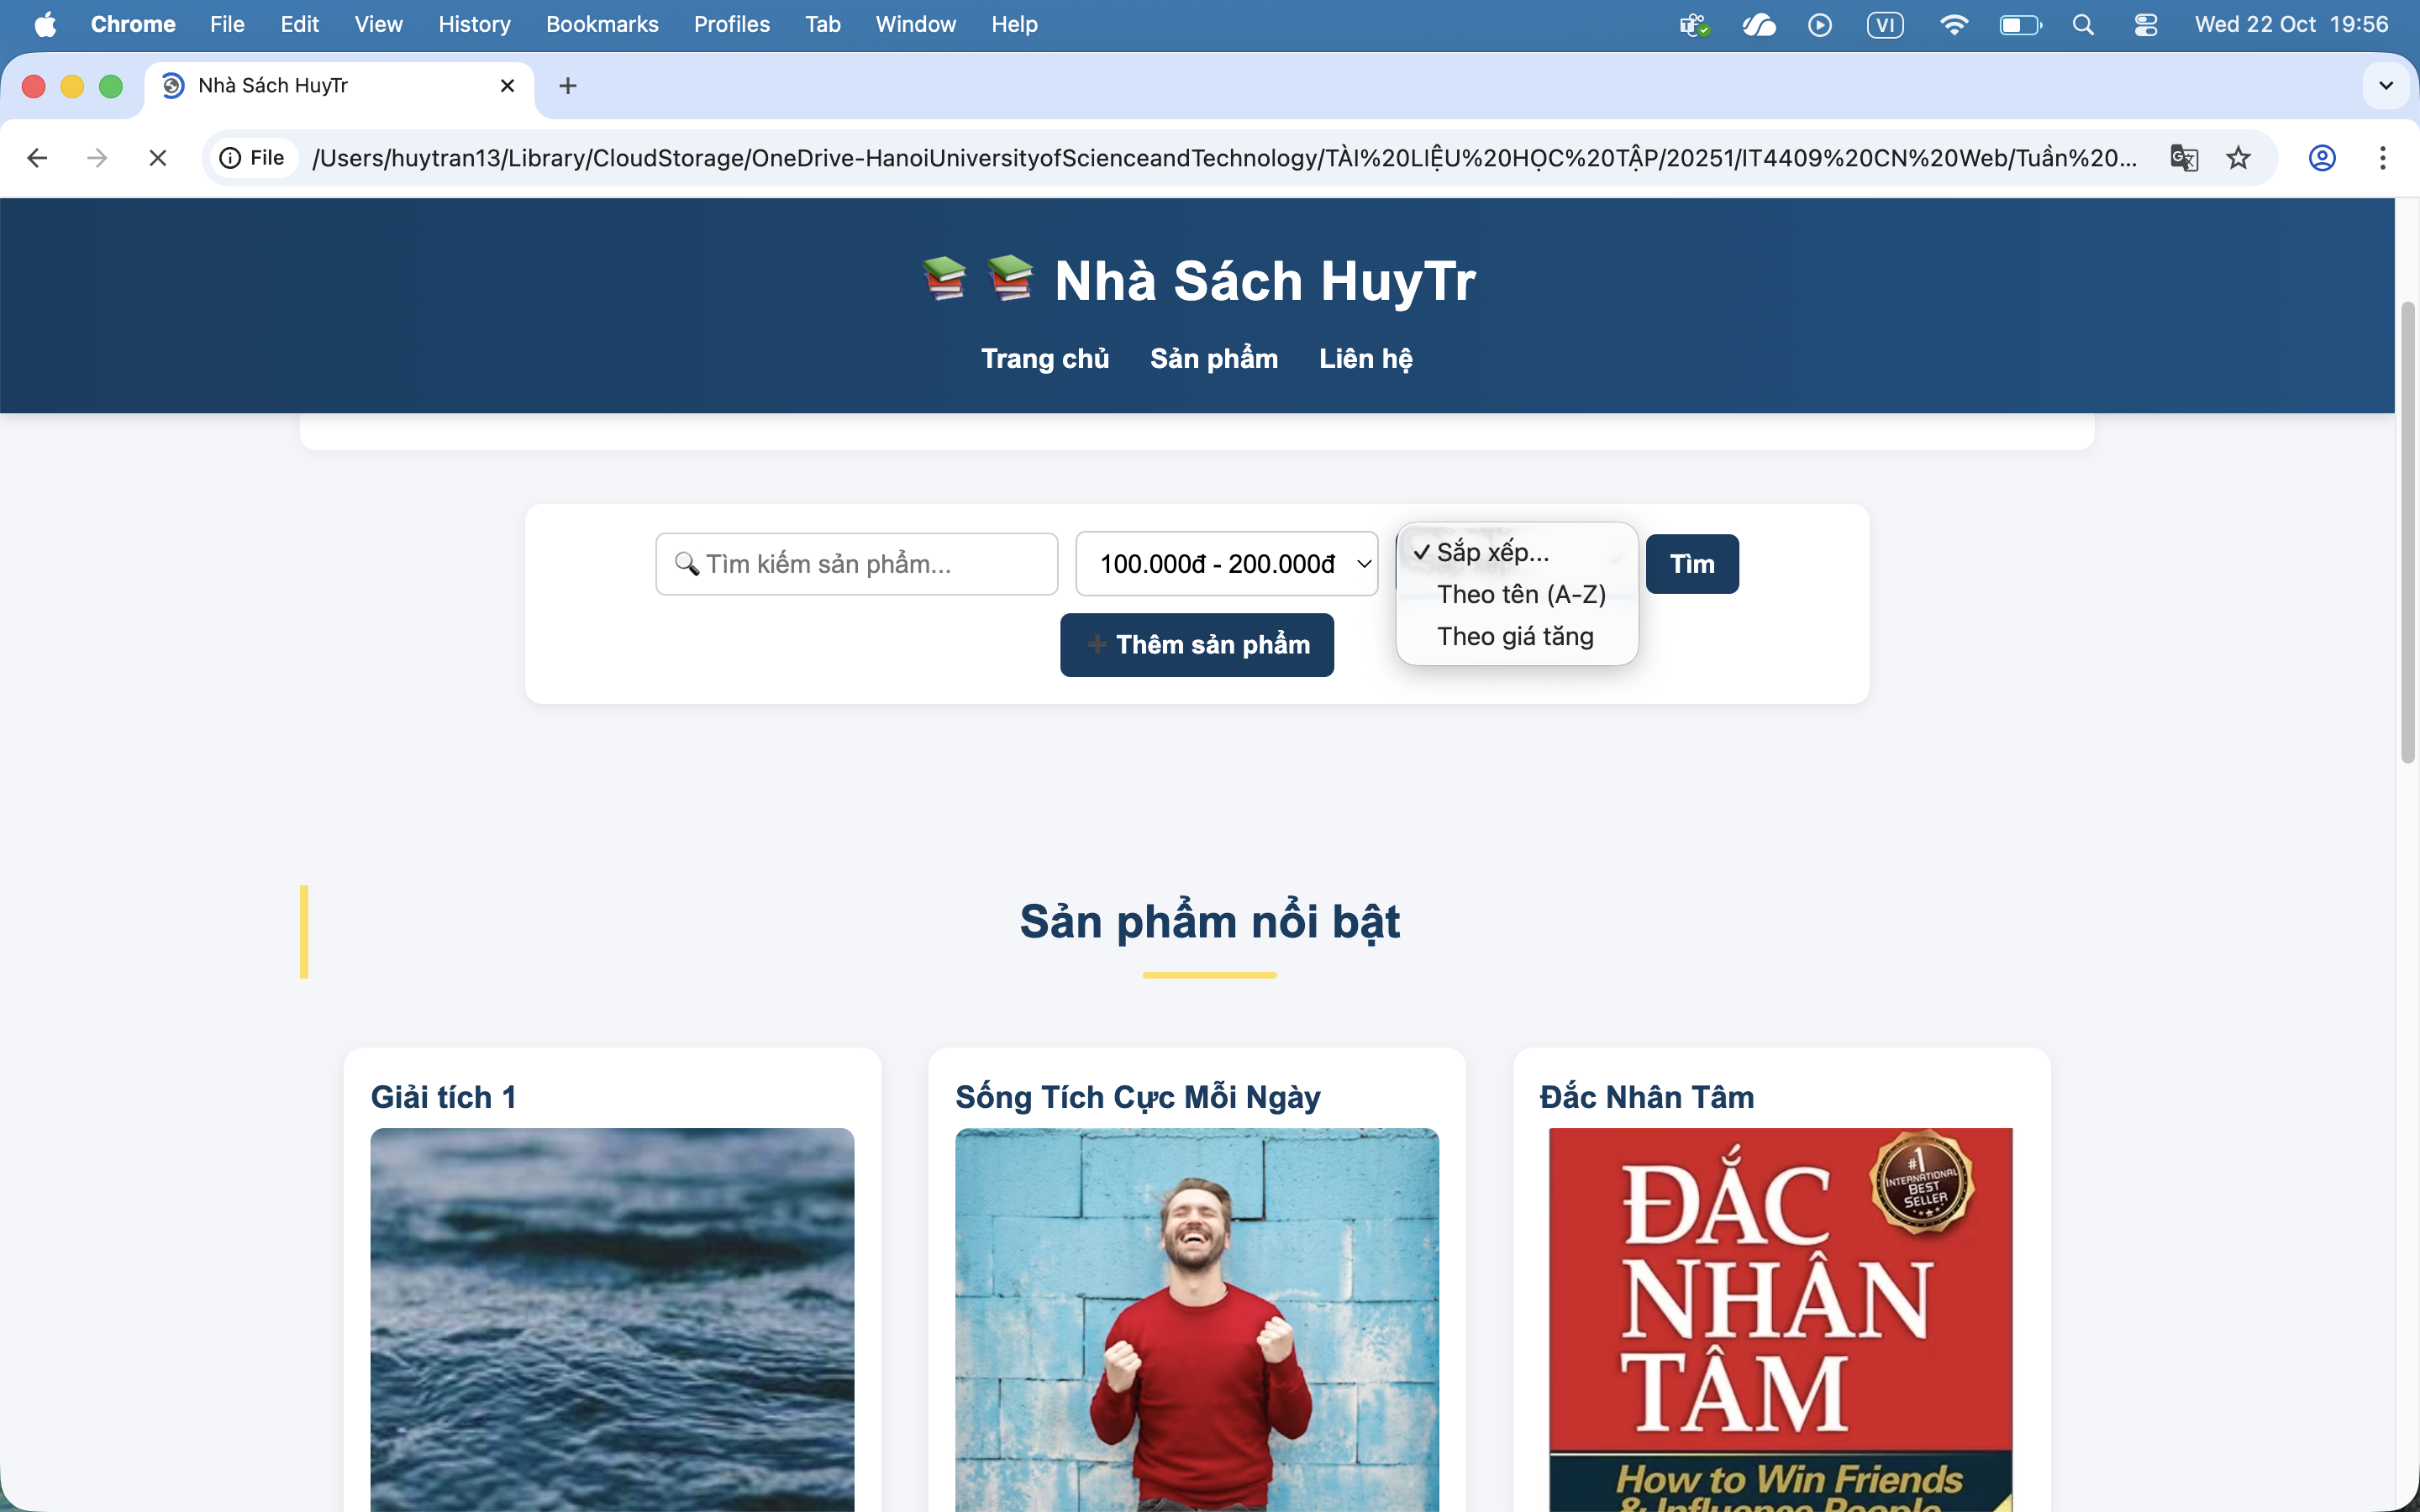 Chrome File Edit View History Bookmarks Profiles Tab Window Help VI Wed 22 Oct 19:56
Nhà Sách HuyTr
File /Users/huytran13/Library/CloudStorage/OneDrive-HanoiUniversityofScienceandTechnology/TÀI%20LIỆU%20HỌC%20TẬP/20251/IT4409%20CN%20Web/Tuần%20...
Nhà Sách HuyTr
Trang chủ Sản phẩm Liên hệ
Tìm kiếm sản phẩm... 100.000đ - 200.000đ Tìm
Sắp xếp...
Theo tên (A-Z)
Theo giá tăng
Thêm sản phẩm
Sản phẩm nổi bật
Giải tích 1
Sống Tích Cực Mỗi Ngày
Đắc Nhân Tâm
#1
INTERNATIONAL
BEST
SELLER
ĐẮC
NHÂN
TÂM
How to Win Friends
& Influence People